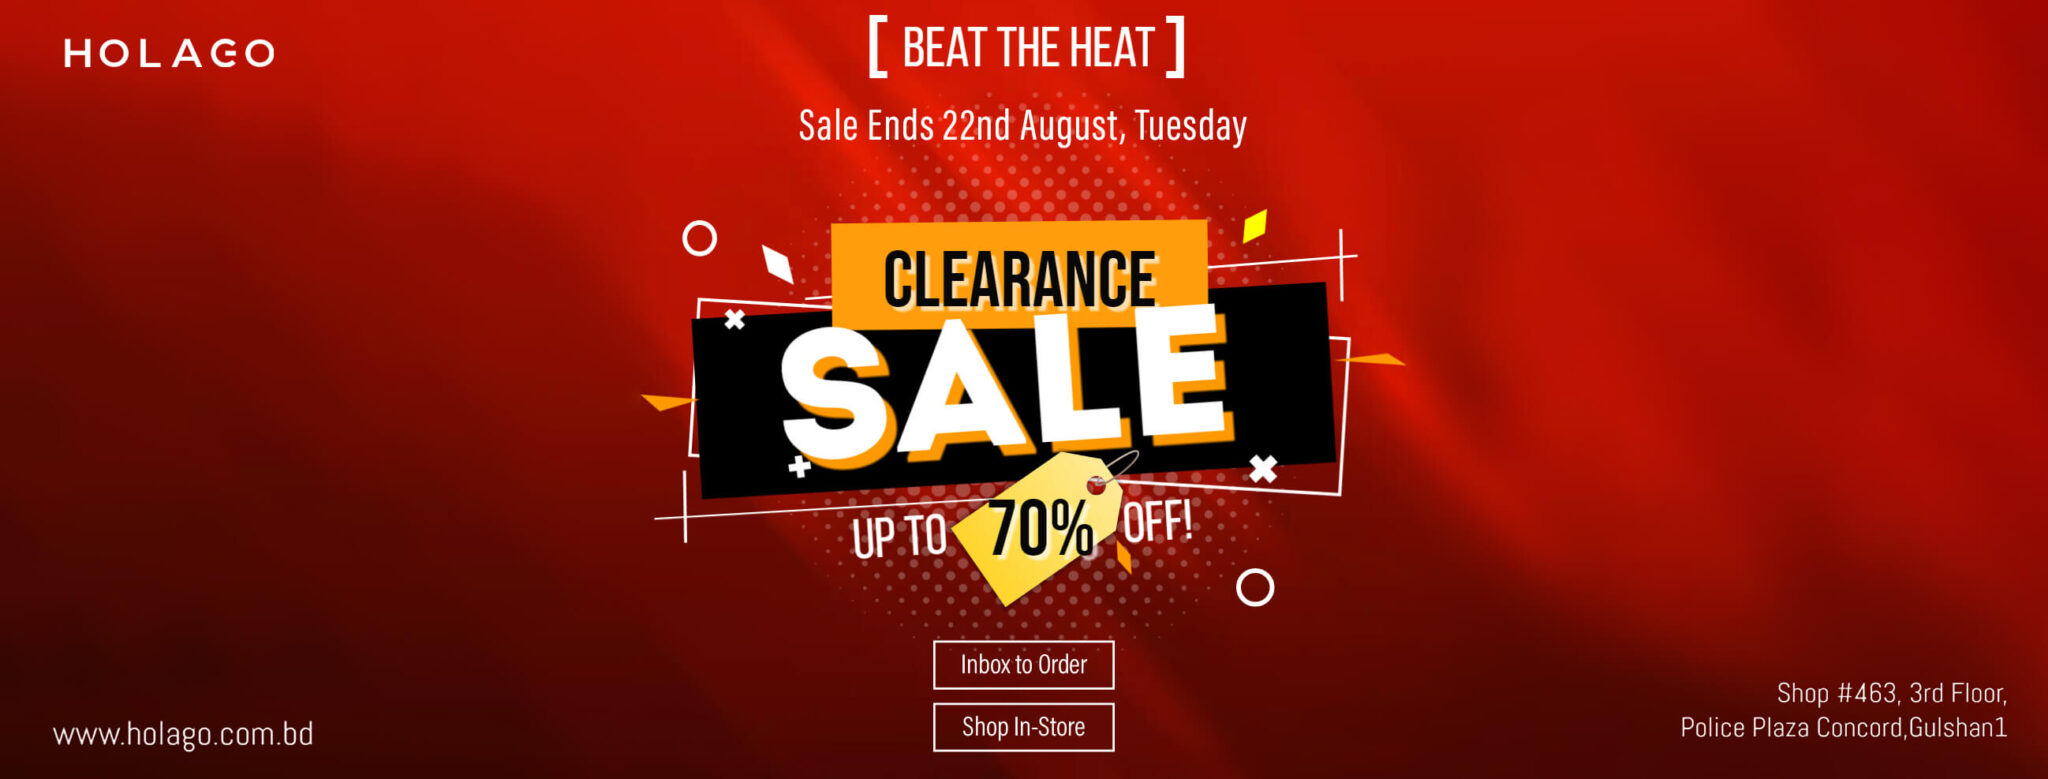 HOLAGO
[ BEAT THE HEAT ]
Sale Ends 22nd August, Tuesday
CLEARANCE
SALE
UP TO 70% OFF!
Inbox to Order
Shop In-Store
www.holago.com.bd
Shop #463, 3rd Floor,
Police Plaza Concord,Gulshan1